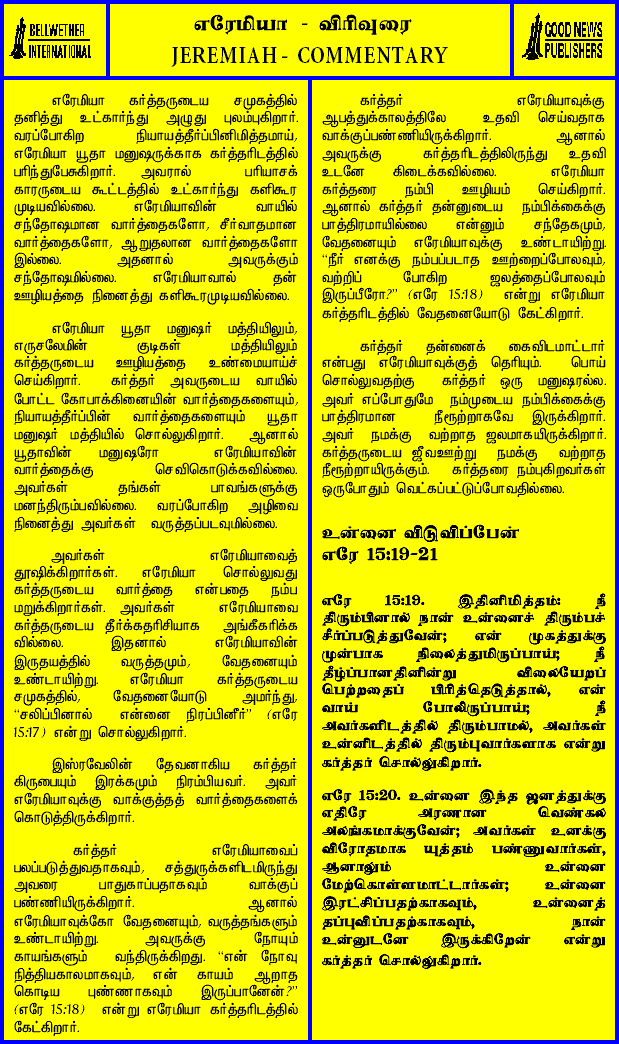 BELLWETHER
INTERNATIONAL
எரேமியா - விரிவுரை
JEREMIAH - COMMENTARY
GOOD NEWS
PUBLISHERS
எரேமியா கர்த்தருடைய சமுகத்தில்
தனித்து உட்கார்ந்து அழுது புலம்புகிறார்.
வரப்போகிற நியாயத்தீர்ப்பினிமித்தமாய்,
எரேமியா யூதா மனுஷருக்காக கர்த்தரிடத்தில்
பரிந்துபேசுகிறார். அவரால் பரியாசக்
காரருடைய கூட்டத்தில் உட்கார்ந்து களிகூர
முடியவில்லை. எரேமியாவின் வாயில்
சந்தோஷமான வார்த்தைகளோ, சீர்வாதமான
வார்த்தைகளோ, ஆறுதலான வார்த்தைகளோ
இல்லை. அதனால் அவருக்கும்
சந்தோஷமில்லை. எரேமியாவால் தன்
ஊழியத்தை நினைத்து களிகூரமுடியவில்லை.
எரேமியா யூதா மனுஷர் மத்தியிலும்,
எருசலேமின் குடிகள் மத்தியிலும்
கர்த்தருடைய ஊழியத்தை உண்மையாய்ச்
செய்கிறார். கர்த்தர் அவருடைய வாயில்
போட்ட கோபாக்கினையின் வார்த்தைகளையும்,
நியாயத்தீர்ப்பின் வார்த்தைகளையும் யூதா
மனுஷர் மத்தியில் சொல்லுகிறார். ஆனால்
யூதாவின் மனுஷரோ எரேமியாவின்
வார்த்தைக்கு செவிகொடுக்கவில்லை.
அவர்கள் தங்கள் பாவங்களுக்கு
மனந்திரும்பவில்லை. வரப்போகிற அழிவை
நினைத்து அவர்கள் வருத்தப்படவுமில்லை.
அவர்கள் எரேமியாவைத்
தூஷிக்கிறார்கள். எரேமியா சொல்லுவது
கர்த்தருடைய வார்த்தை என்பதை நம்ப
மறுக்கிறார்கள். அவர்கள் எரேமியாவை
கர்த்தருடைய தீர்க்கதரிசியாக அங்கீகரிக்க
வில்லை. இதனால் எரேமியாவின்
இருதயத்தில் வருத்தமும், வேதனையும்
உண்டாயிற்று. எரேமியா கர்த்தருடைய
சமுகத்தில், வேதனையோடு அமர்ந்து,
"சலிப்பினால் என்னை நிரப்பினீர்" (எரே
15:17) என்று சொல்லுகிறார்.
இஸ்ரவேலின் தேவனாகிய கர்த்தர்
கிருபையும் இரக்கமும் நிரம்பியவர். அவர்
எரேமியாவுக்கு வாக்குத்தத் வார்த்தைகளைக்
கொடுத்திருக்கிறார்.
கர்த்தர் எரேமியாவைப்
பலப்படுத்துவதாகவும், சத்துருக்களிடமிருந்து
அவரை பாதுகாப்பதாகவும் வாக்குப்
பண்ணியிருக்கிறார். ஆனால்
எரேமியாவுக்கோ வேதனையும், வருத்தங்களும்
உண்டாயிற்று. அவருக்கு நோயும்
காயங்களும் வந்திருக்கிறது. "என் நோவு
நித்தியகாலமாகவும், என் காயம் ஆறாத
கொடிய புண்ணாகவும் இருப்பானேன்?"
(எரே 15:18) என்று எரேமியா கர்த்தரிடத்தில்
கேட்கிறார்.
கர்த்தர் எரேமியாவுக்கு
ஆபத்துக்காலத்திலே உதவி செய்வதாக
வாக்குப்பண்ணியிருக்கிறார். ஆனால்
அவருக்கு கர்த்தரிடத்திலிருந்து உதவி
உடனே கிடைக்கவில்லை. எரேமியா
கர்த்தரை நம்பி ஊழியம் செய்கிறார்.
ஆனால் கர்த்தர் தன்னுடைய நம்பிக்கைக்கு
பாத்திரமாயில்லை என்னும் சந்தேகமும்,
வேதனையும் எரேமியாவுக்கு உண்டாயிற்று.
"நீர் எனக்கு நம்பப்படாத ஊற்றைப்போலவும்,
வற்றிப் போகிற ஜலத்தைப்போலவும்
இருப்பீரோ?" (எரே 15:18) என்று எரேமியா
கர்த்தரிடத்தில் வேதனையோடு கேட்கிறார்.
கர்த்தர் தன்னைக் கைவிடமாட்டார்
என்பது எரேமியாவுக்குத் தெரியும். பொய்
சொல்லுவதற்கு கர்த்தர் ஒரு மனுஷரல்ல.
அவர் எப்போதுமே நம்முடைய நம்பிக்கைக்கு
பாத்திரமான நீரூற்றாகவே இருக்கிறார்.
அவர் நமக்கு வற்றாத ஜலமாகயிருக்கிறார்.
கர்த்தருடைய ஜீவஊற்று நமக்கு வற்றாத
நீரூற்றாயிருக்கும். கர்த்தரை நம்புகிறவர்கள்
ஒருபோதும் வெட்கப்பட்டுப்போவதில்லை.
உன்னை விடுவிப்பேன்
எரே 15:19-21
எரே 15:19. இதினிமித்தம்: நீ
திரும்பினால் நான் உன்னைச் திரும்பச்
சீர்ப்படுத்துவேன்; என் முகத்துக்கு
முன்பாக நிலைத்துமிருப்பாய்; நீ
தீழ்ப்பானதினின்று விலையேறப்
பெற்றதைப் பிரித்தெடுத்தால், என்
வாய் போலிருப்பாய்; நீ
அவர்களிடத்தில் திரும்பாமல், அவர்கள்
உன்னிடத்தில் திரும்புவார்களாக என்று
கர்த்தர் சொல்லுகிறார்.
எரே 15:20. உன்னை இந்த ஜனத்துக்கு
எதிரே அரணான வெண்கல
அலங்கமாக்குவேன்; அவர்கள் உனக்கு
விரோதமாக யுத்தம் பண்ணுவார்கள்,
ஆனாலும் உன்னை
மேற்கொள்ளமாட்டார்கள்; உன்னை
இரட்சிப்பதற்காகவும், உன்னைத்
தப்புவிப்பதற்காகவும், நான்
உன்னுடனே இருக்கிறேன் என்று
கர்த்தர் சொல்லுகிறார்.